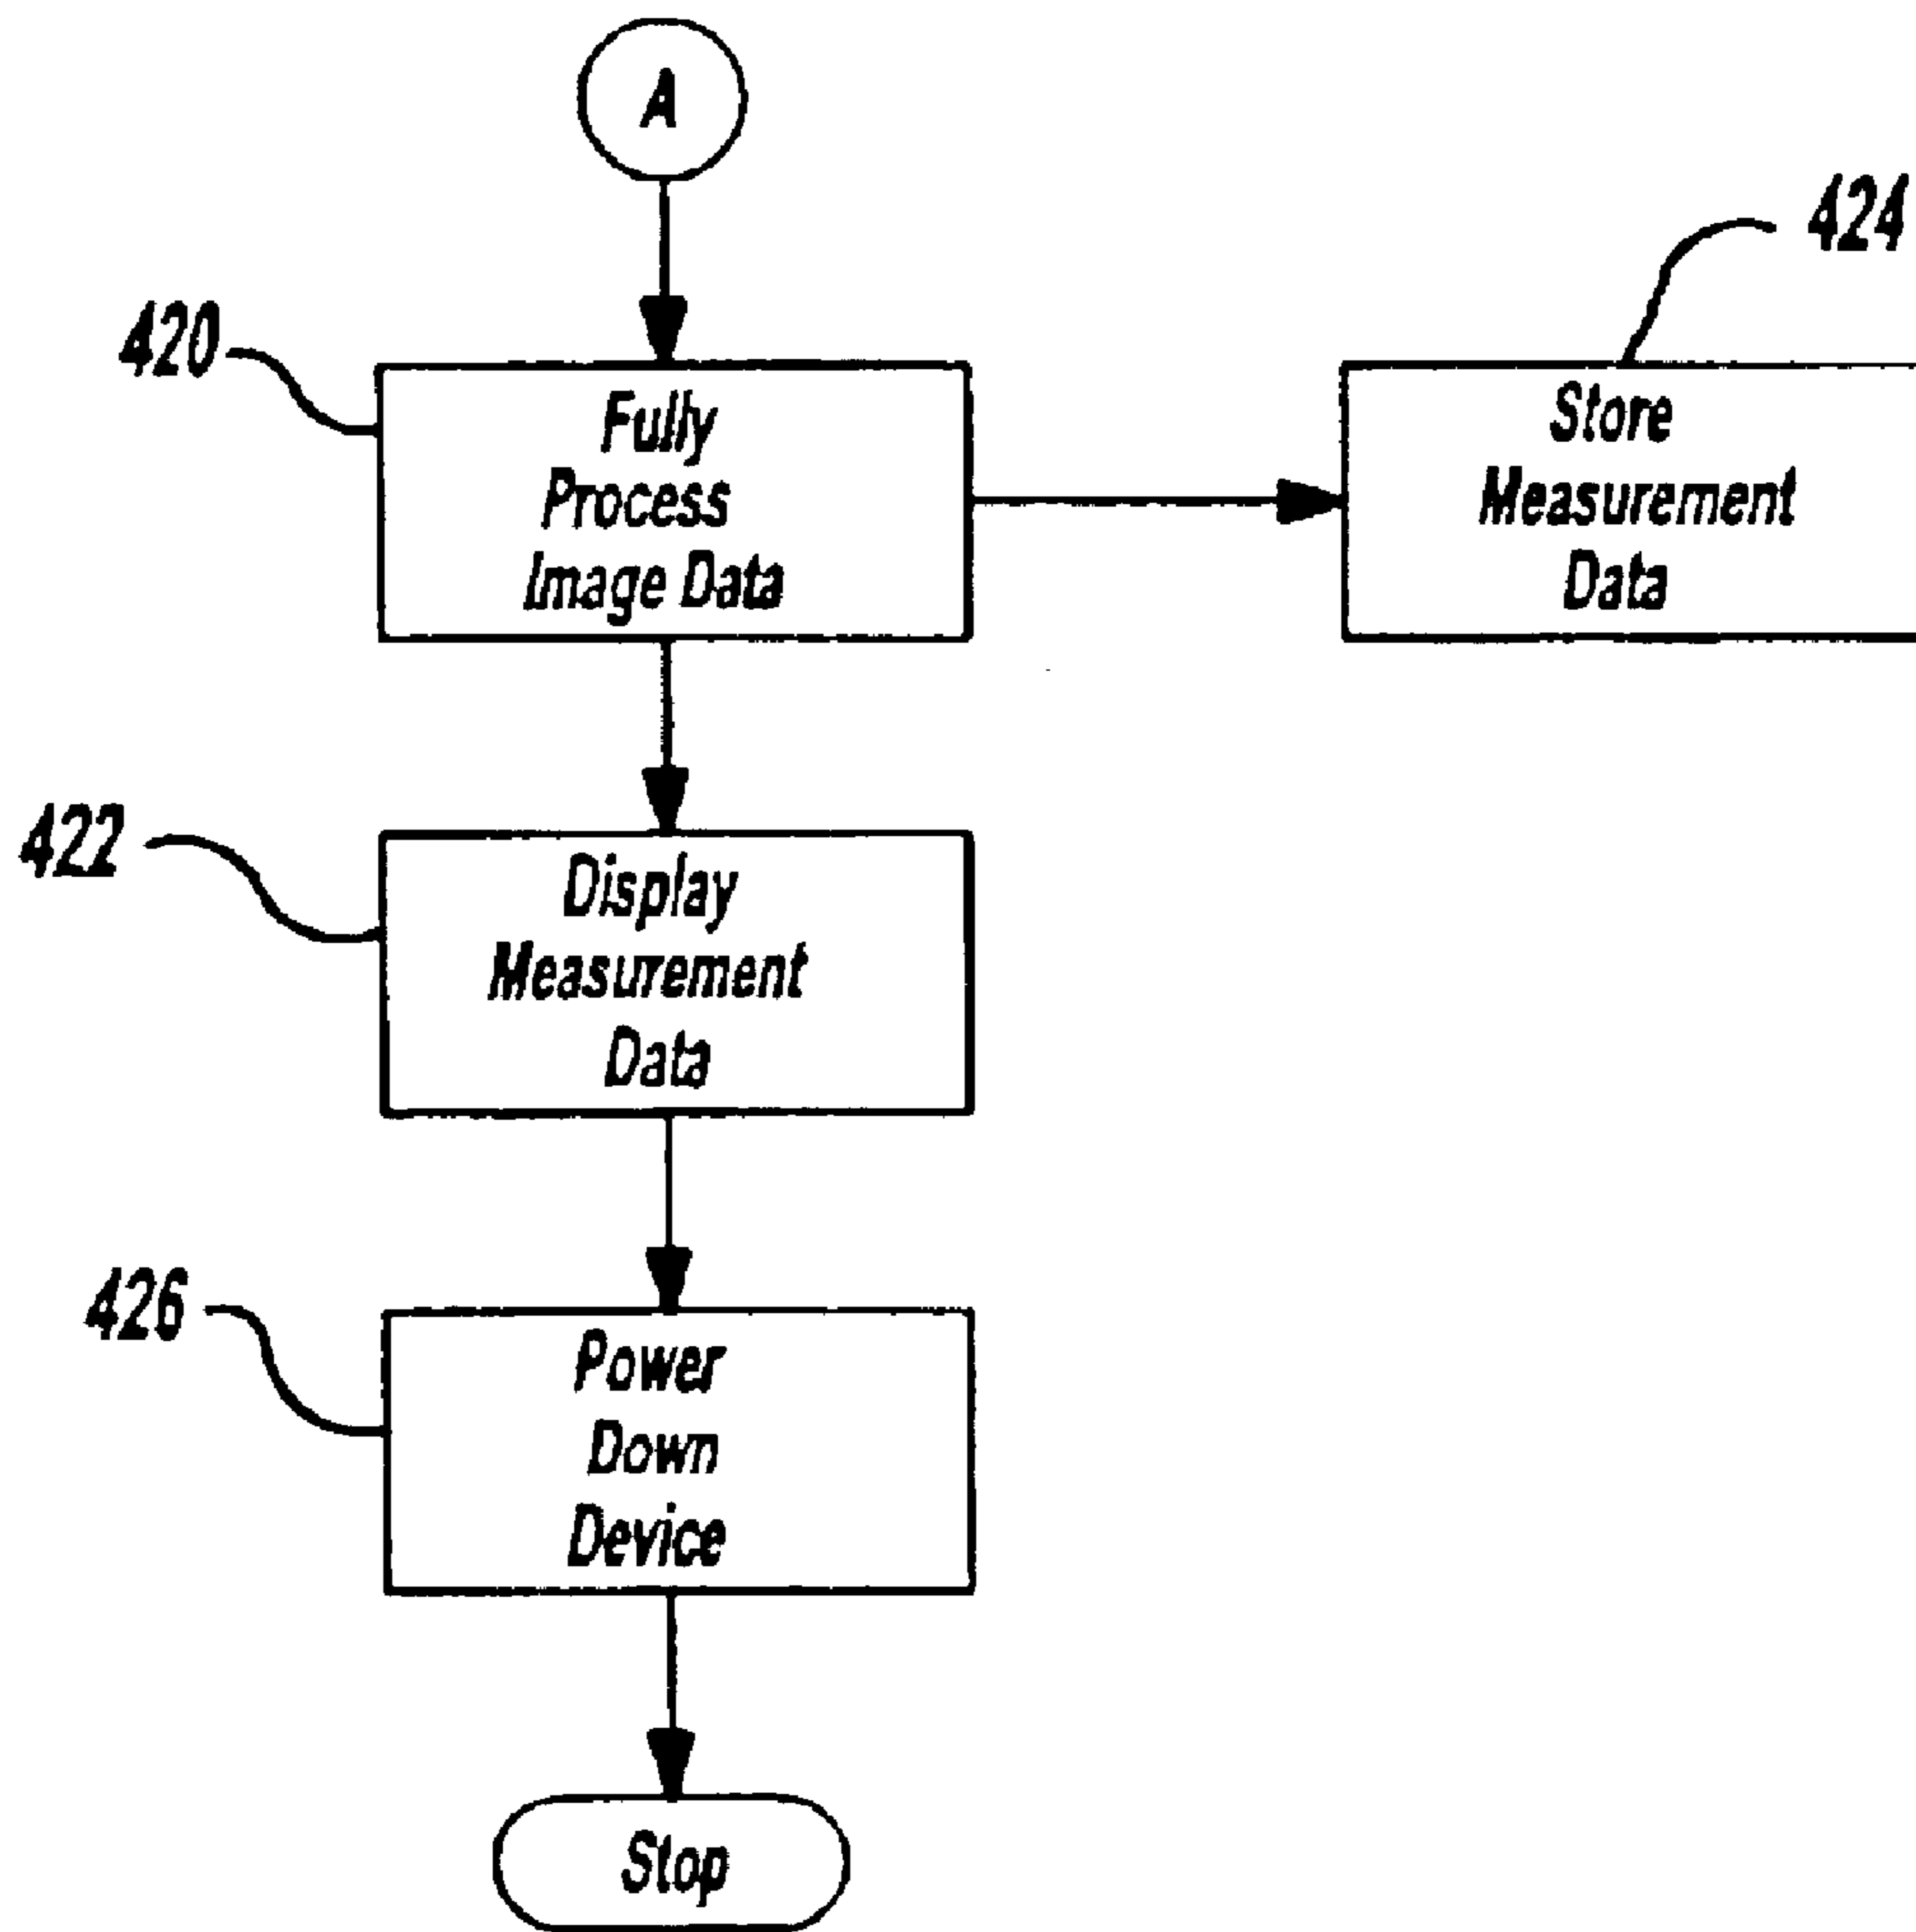 A
424
420
Fully
Process
Image Data
Store
Measurement
Data
422
Display
Measurement
Data
426
Power
Down
Device
Stop